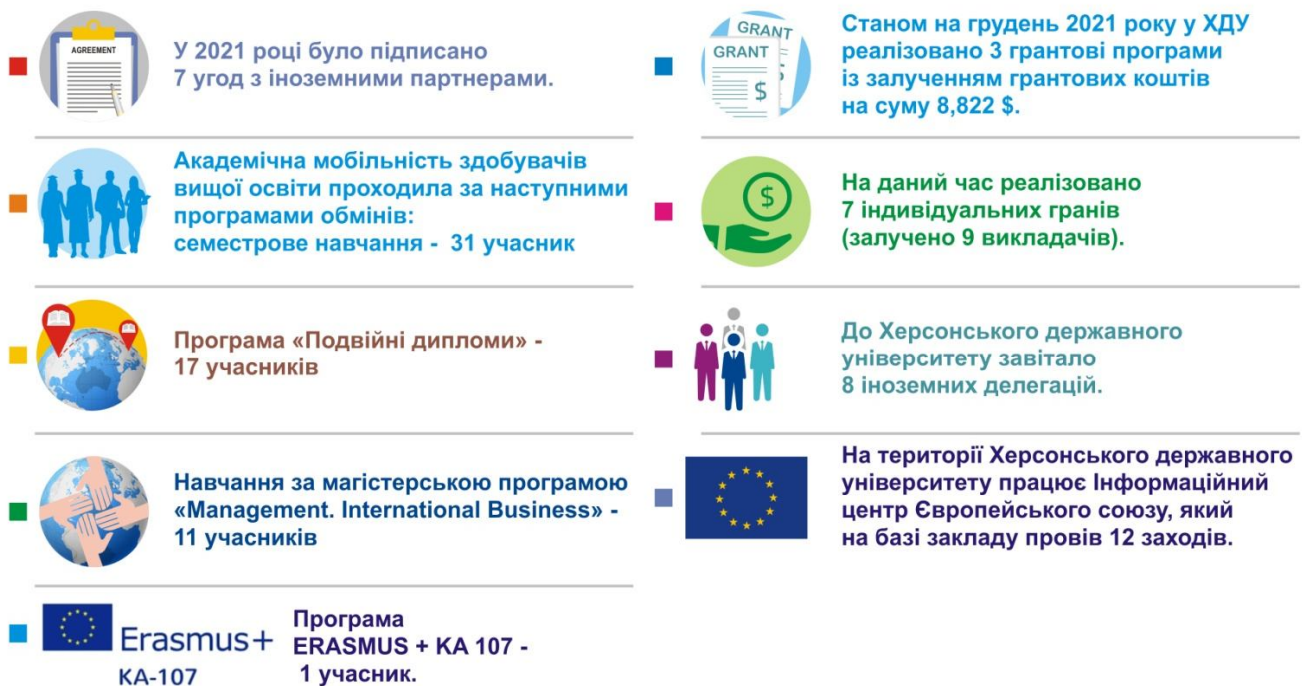 AGREEMENT
У 2021 році було підписано
7 угод з іноземними партнерами.
Академічна мобільність здобувачів
вищої освіти проходила за наступними
програмами обмінів:
семестрове навчання - 31 учасник
Програма «Подвійні дипломи» -
17 учасників
Навчання за магістерською програмою
«Management. International Business» -
11 учасників
Erasmus+
КА-107
Програма
ERASMUS + KA 107 -
1 учасник.
GRANT
GRANT
$
$
Станом на грудень 2021 року у ХДУ
реалізовано 3 грантові програми
із залученням грантових коштів
на суму 8,822 $.
$
На даний час реалізовано
7 індивідуальних гранів
(залучено 9 викладачів).
До Херсонського державного
університету завітало
8 іноземних делегацій.
На території Херсонського державного
університету працює Інформаційний
центр Європейського союзу, який
на базі закладу провів 12 заходів.